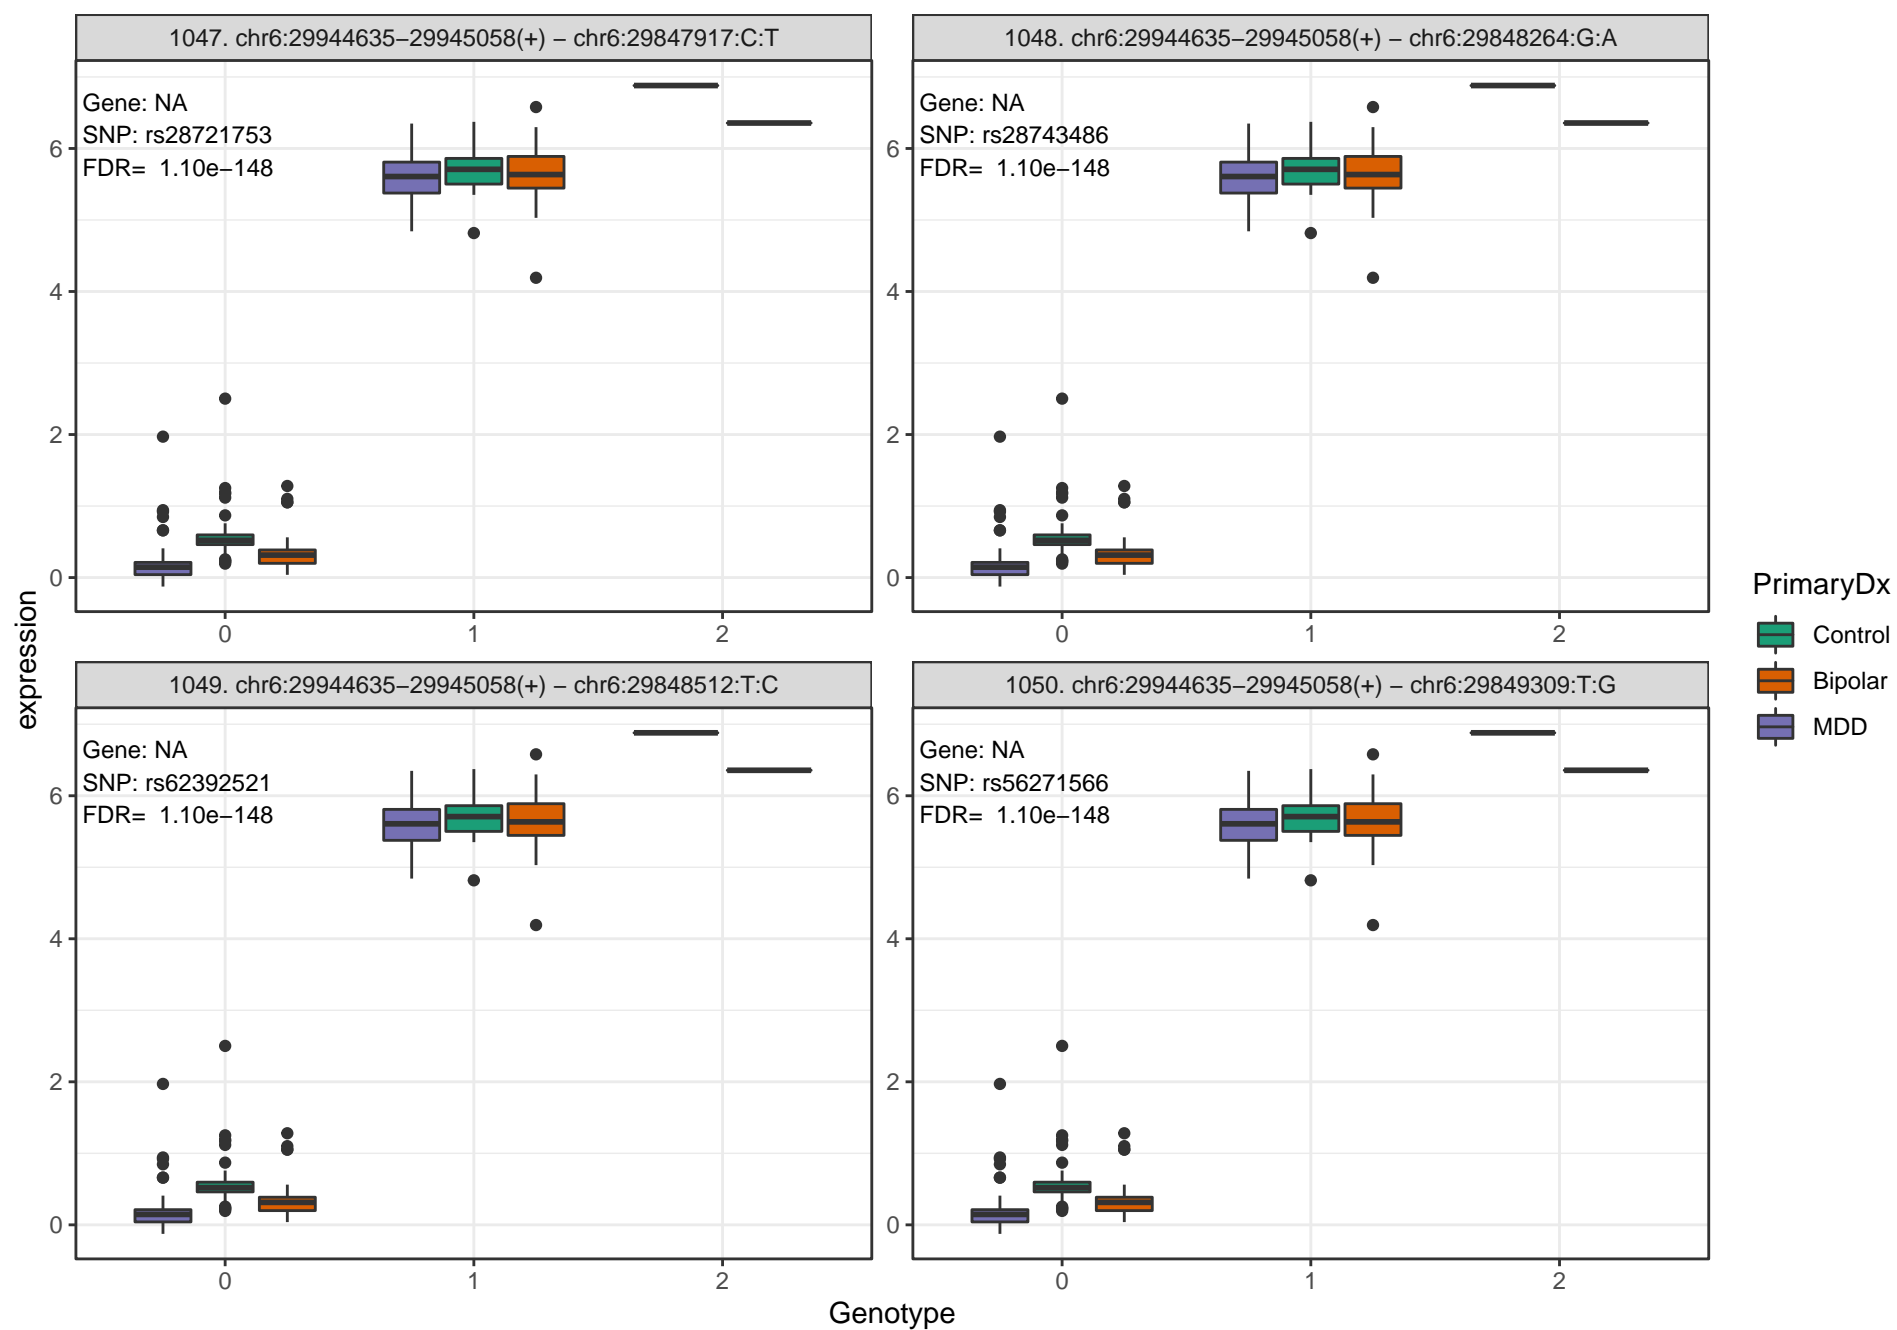 1047. chr6:29944635−29945058(+) − chr6:29847917:C:T
1048. chr6:29944635−29945058(+) − chr6:29848264:G:A
Gene: NA
SNP: rs28721753
FDR= 1.10e−148
Gene: NA
SNP: rs28743486
FDR= 1.10e−148
6
4
2
0
6
4
2
0
0 1 2
0 1 2
1049. chr6:29944635−29945058(+) − chr6:29848512:T:C
1050. chr6:29944635−29945058(+) − chr6:29849309:T:G
Gene: NA
SNP: rs62392521
FDR= 1.10e−148
Gene: NA
SNP: rs56271566
FDR= 1.10e−148
6
4
2
0
6
4
2
0
0 1 2
0 1 2
expression
Genotype
PrimaryDx
Control
Bipolar
MDD